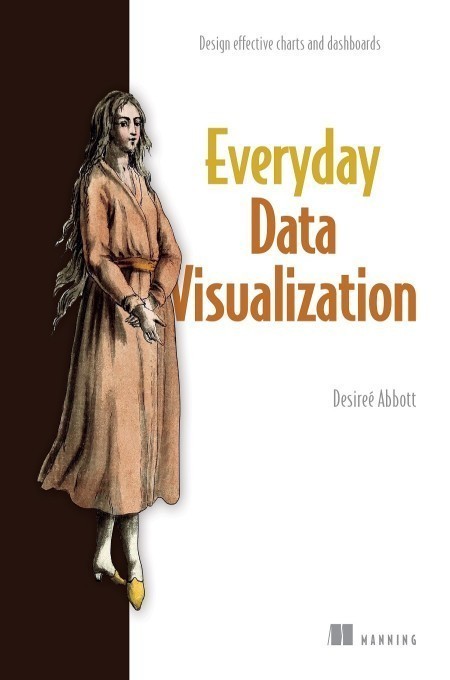 Design effective charts and dashboards
Everyday
Data
Visualization
Desireé Abbott
MANNING